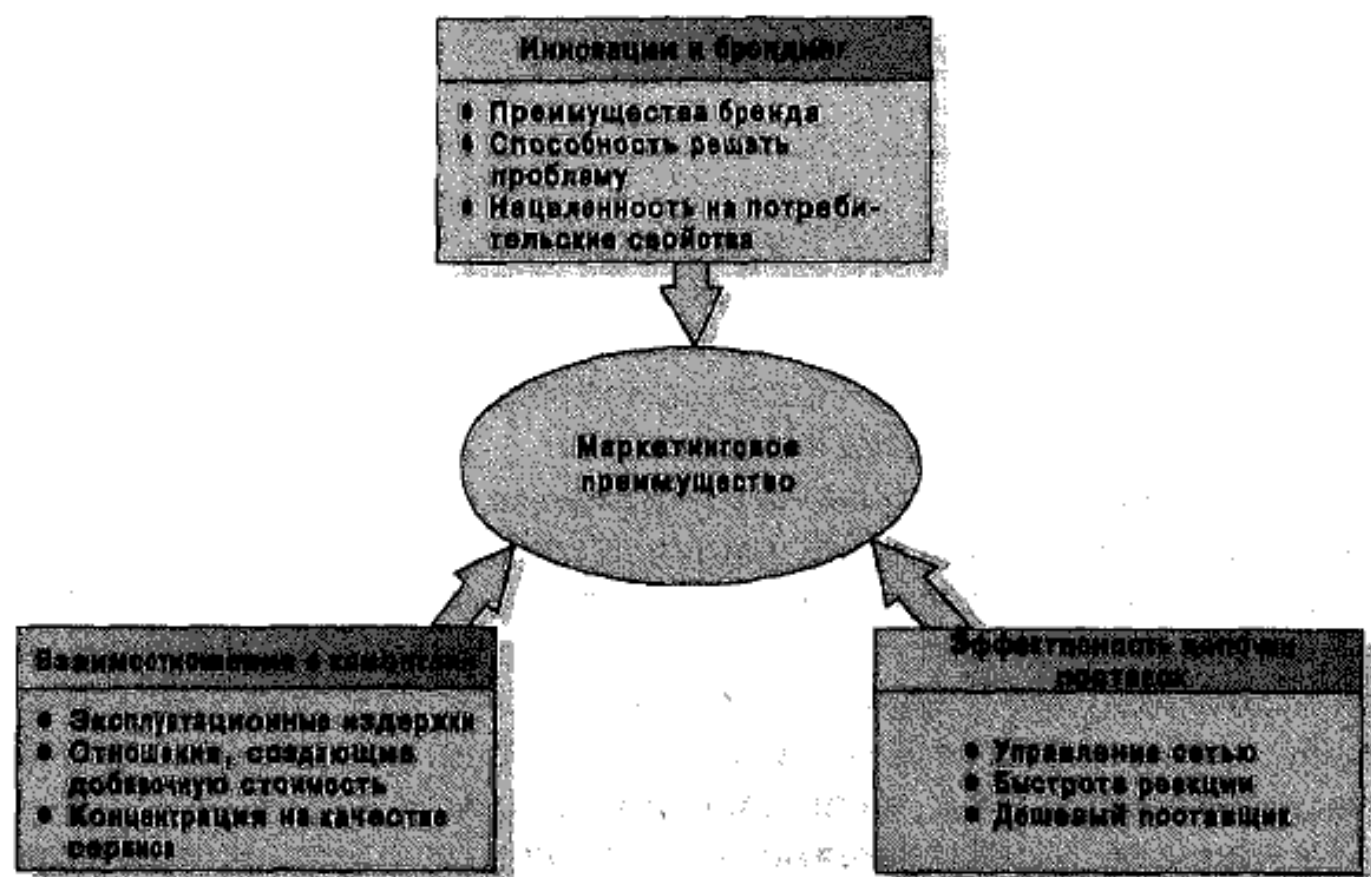 Инновации и брендинг
• Преимущества бренда
• Способность решать
проблему
• Нацеленность на потреби-
тельские свойства
Маркетинговое
преимущество
Взаимоотношения с клиентами
• Эксплуатационные издержки
• Отношения, создающие
добавочную стоимость
• Концентрация на качестве
сервиса
Эффективность цепочки
поставок
• Управление сетью
• Быстрота реакции
• Дешевый поставщик